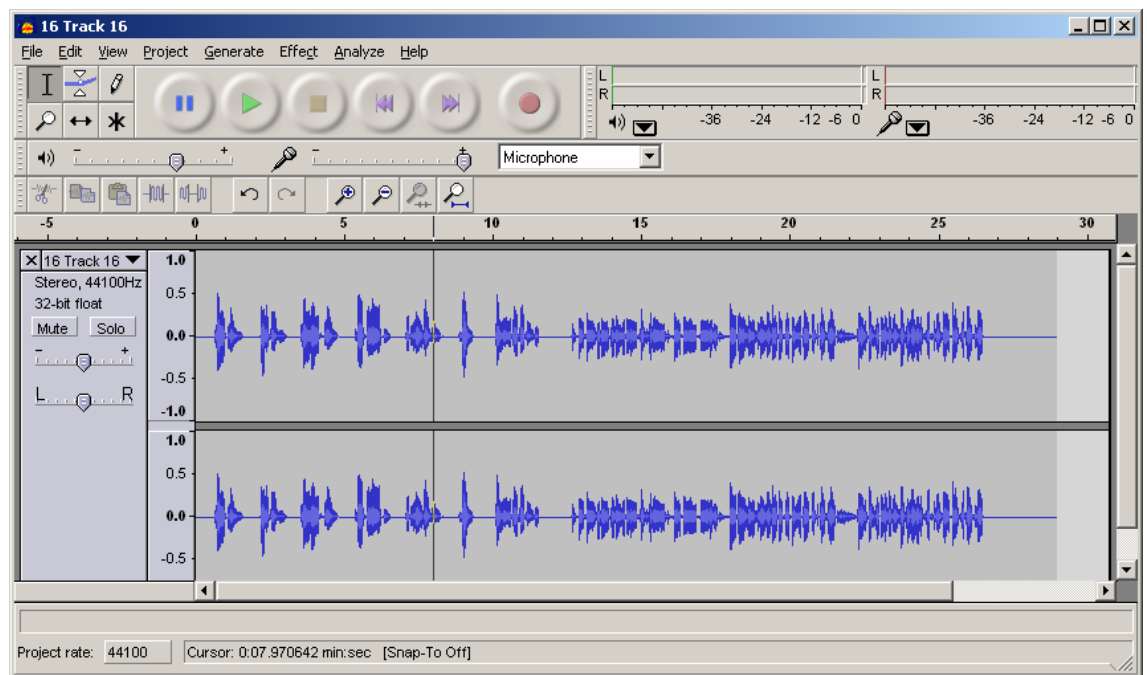 16 Track 16
File Edit View Project Generate Effect Analyze Help
L
R
-36 -24 -12 -6 0
L
R
-36 -24 -12 -6 0
- +
- +
Microphone
-5 0 5 10 15 20 25 30
16 Track 16
Stereo, 44100Hz
32-bit float
Mute Solo
- +
L R
1.0
0.5
0.0
-0.5
-1.0
1.0
0.5
0.0
-0.5
Project rate: 44100 Cursor: 0:07.970642 min:sec [Snap-To Off]